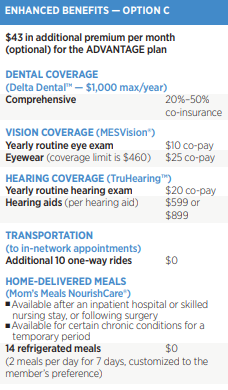 ENHANCED BENEFITS — OPTION C
$43 in additional premium per month
(optional) for the ADVANTAGE plan
DENTAL COVERAGE
(Delta Dental™ — $1,000 max/year)
Comprehensive 20%–50%
co-insurance
VISION COVERAGE (MESVision®)
Yearly routine eye exam $10 co-pay
Eyewear (coverage limit is $460) $25 co-pay
HEARING COVERAGE (TruHearing™)
Yearly routine hearing exam $20 co-pay
Hearing aids (per hearing aid) $599 or
$899
TRANSPORTATION
(to in-network appointments)
Additional 10 one-way rides $0
HOME-DELIVERED MEALS
(Mom's Meals NourishCare®)
■ Available after an inpatient hospital or skilled
nursing stay, or following surgery
■ Available for certain chronic conditions for a
temporary period
14 refrigerated meals $0
(2 meals per day for 7 days, customized to the
member's preference)